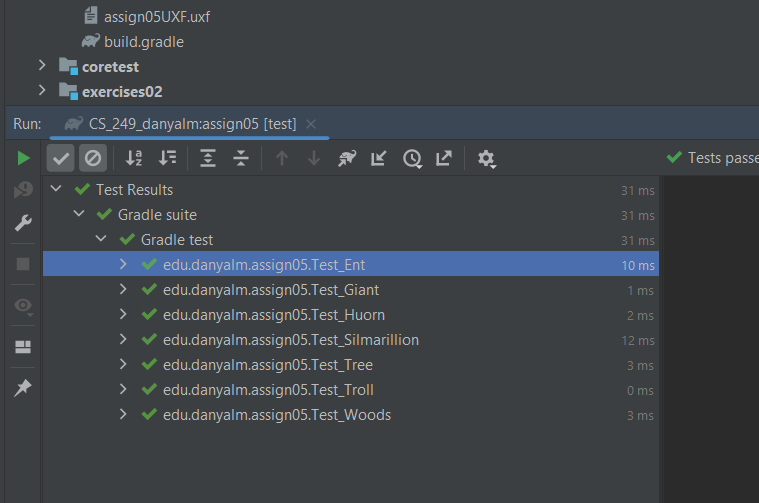 assign05UXF.uxf
build.gradle
coretest
exercises02
Run: CS_249_danyalm:assign05 [test]
Tests passe
Test Results 31 ms
Gradle suite 31 ms
Gradle test 31 ms
edu.danyalm.assign05.Test_Ent 10 ms
edu.danyalm.assign05.Test_Giant 1 ms
edu.danyalm.assign05.Test_Huorn 2 ms
edu.danyalm.assign05.Test_Silmarillion 12 ms
edu.danyalm.assign05.Test_Tree 3 ms
edu.danyalm.assign05.Test_Troll 0 ms
edu.danyalm.assign05.Test_Woods 3 ms